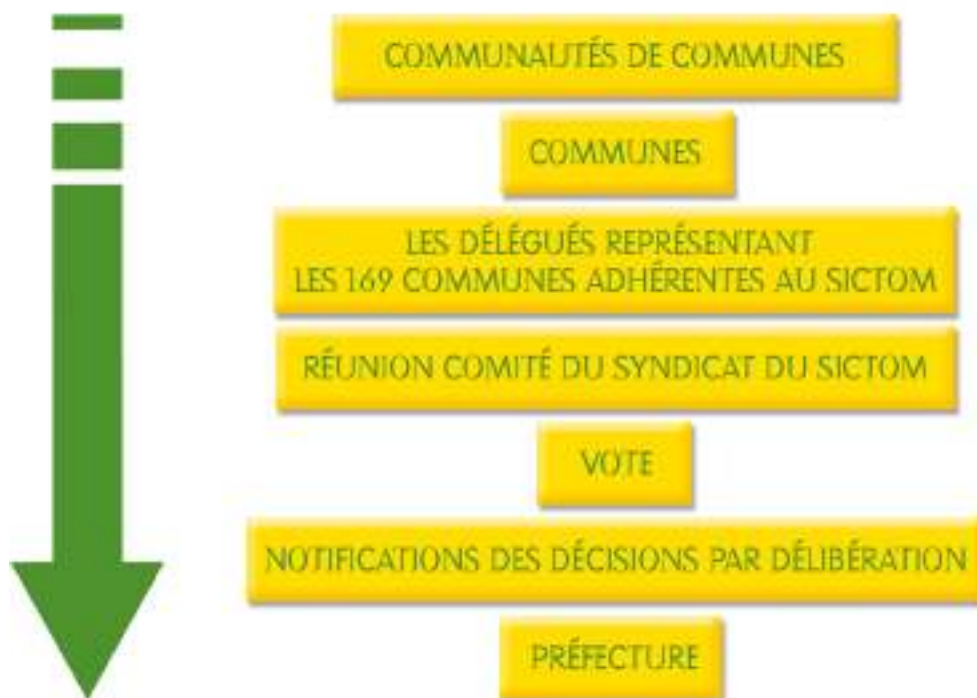 COMMUNAUTÉS DE COMMUNES
COMMUNES
LES DÉLÉGUÉS REPRÉSENTANT
LES 169 COMMUNES ADHÉRENTES AU SICTOM
RÉUNION COMITÉ DU SYNDICAT DU SICTOM
VOTE
NOTIFICATIONS DES DÉCISIONS PAR DÉLIBÉRATION
PRÉFECTURE